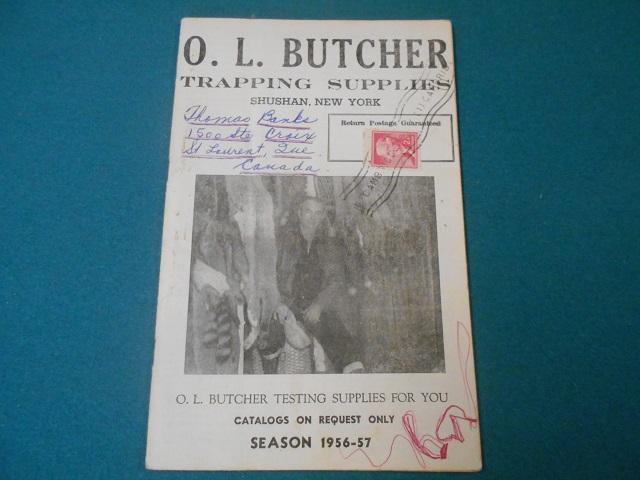 O. L. BUTCHER
TRAPPING SUPPLIES
SHUSHAN, NEW YORK
Thomas Banks
1500 Ste Croix
St Laurent, Que
Canada
Return Postage Guaranteed
O. L. BUTCHER TESTING SUPPLIES FOR YOU
CATALOGS ON REQUEST ONLY
SEASON 1956-57